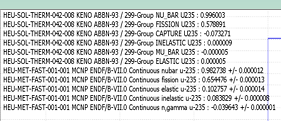 HEU-SOL-THERM-042-008 KENO ABBN-93 / 299-Group NU_BAR U235 : 0.996003
HEU-SOL-THERM-042-008 KENO ABBN-93 / 299-Group FISSION U235 : 0.578891
HEU-SOL-THERM-042-008 KENO ABBN-93 / 299-Group CAPTURE U235 : -0.073271
HEU-SOL-THERM-042-008 KENO ABBN-93 / 299-Group INELASTIC U235 : 0.000009
HEU-SOL-THERM-042-008 KENO ABBN-93 / 299-Group MU_BAR U235 : -0.000005
HEU-SOL-THERM-042-008 KENO ABBN-93 / 299-Group ELASTIC U235 : 0.000005
HEU-MET-FAST-001-001 MCNP ENDF/B-VII.0 Continuous nubar u-235 : 0.982738 +/- 0.000012
HEU-MET-FAST-001-001 MCNP ENDF/B-VII.0 Continuous fission u-235 : 0.654476 +/- 0.000013
HEU-MET-FAST-001-001 MCNP ENDF/B-VII.0 Continuous elastic u-235 : 0.102757 +/- 0.000014
HEU-MET-FAST-001-001 MCNP ENDF/B-VII.0 Continuous inelastic u-235 : 0.083829 +/- 0.000008
HEU-MET-FAST-001-001 MCNP ENDF/B-VII.0 Continuous n,gamma u-235 : -0.039643 +/- 0.000001